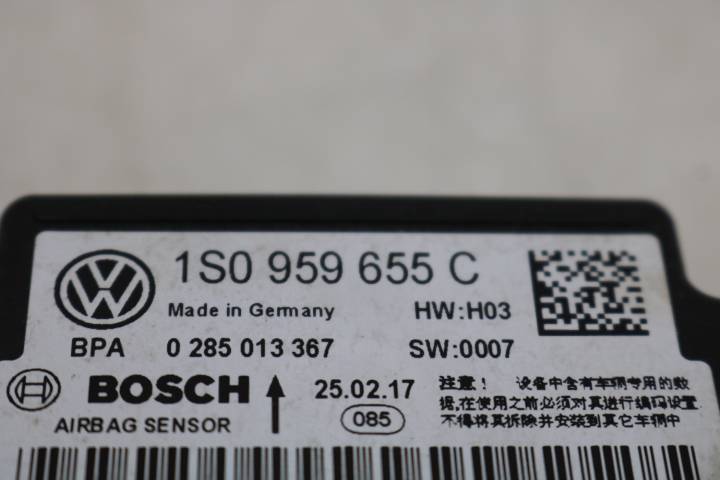 1S0 959 655 C
Made in Germany HW:H03
BPA 0 285 013 367 SW:0007
BOSCH 25.02.17
AIRBAG SENSOR 085
注意！ 设备中含有车辆专用的数
据,在使用之前必须对其进行编码设置
不得将其拆除并安装到其它车辆中